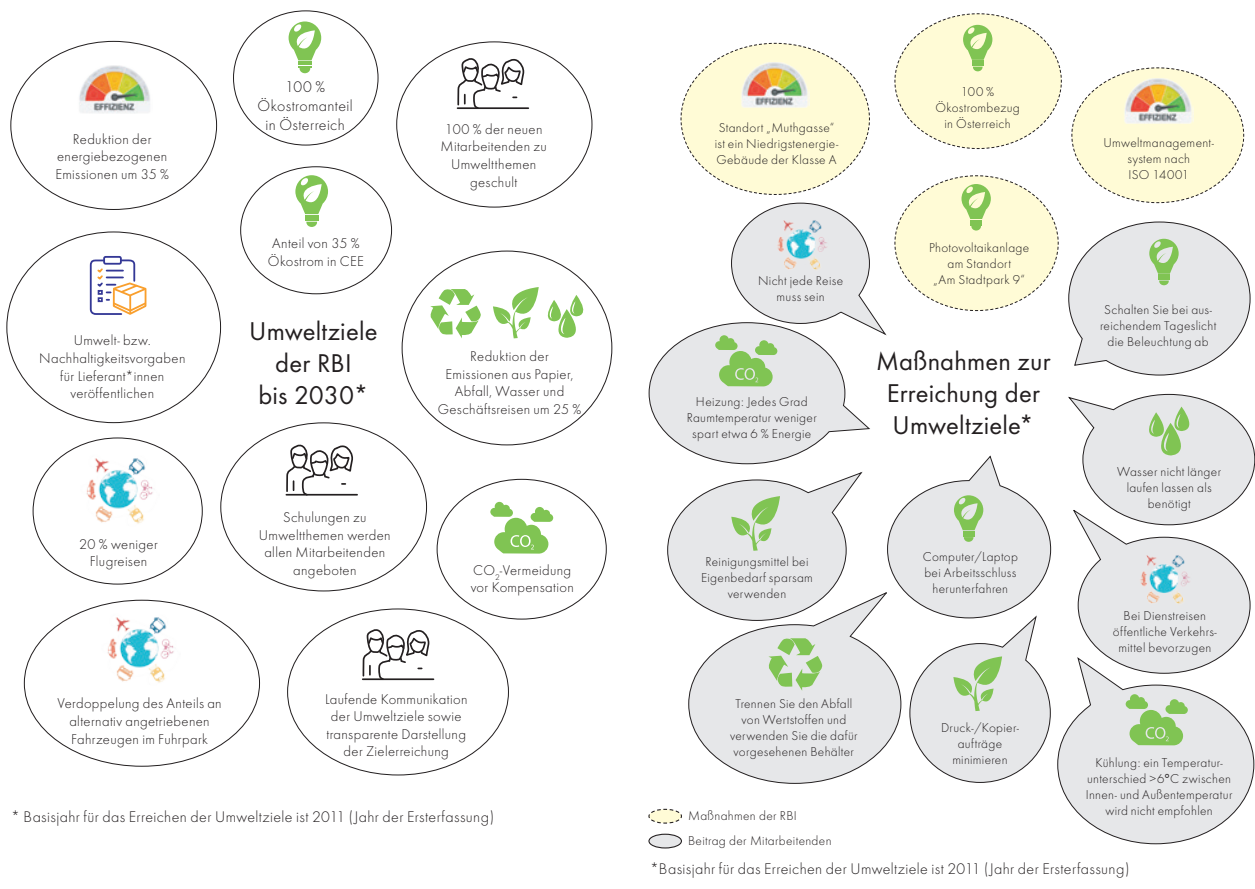 EFFIZIENZ
Reduktion der
energiebezogenen
Emissionen um 35 %
100 %
Ökostromanteil
in Österreich
100 % der neuen
Mitarbeitenden zu
Umweltthemen
geschult
Anteil von 35 %
Ökostrom in CEE
Umwelt- bzw.
Nachhaltigkeitsvorgaben
für Lieferant*innen
veröffentlichen
Umweltziele
der RBI
bis 2030*
Reduktion der
Emissionen aus Papier,
Abfall, Wasser und
Geschäftsreisen um 25 %
20 % weniger
Flugreisen
Schulungen zu
Umweltthemen werden
allen Mitarbeitenden
angeboten
CO2
CO2-Vermeidung
vor Kompensation
Verdoppelung des Anteils an
alternativ angetriebenen
Fahrzeugen im Fuhrpark
Laufende Kommunikation
der Umweltziele sowie
transparente Darstellung
der Zielerreichung
* Basisjahr für das Erreichen der Umweltziele ist 2011 (Jahr der Ersterfassung)
EFFIZIENZ
Standort „Muthgasse"
ist ein Niedrigstenergie-
Gebäude der Klasse A
100 %
Ökostrombezug
in Österreich
EFFIZIENZ
Umweltmanagement-
system nach
ISO 14001
Nicht jede Reise
muss sein
Photovoltaikanlage
am Standort
„Am Stadtpark 9"
Schalten Sie bei aus-
reichendem Tageslicht
die Beleuchtung ab
CO2
Heizung: Jedes Grad
Raumtemperatur weniger
spart etwa 6 % Energie
Maßnahmen zur
Erreichung der
Umweltziele*
Wasser nicht länger
laufen lassen als
benötigt
Reinigungsmittel bei
Eigenbedarf sparsam
verwenden
Computer/Laptop
bei Arbeitsschluss
herunterfahren
Bei Dienstreisen
öffentliche Verkehrs-
mittel bevorzugen
Trennen Sie den Abfall
von Wertstoffen und
verwenden Sie die dafür
vorgesehenen Behälter
Druck-/Kopier-
aufträge
minimieren
CO2
Kühlung: ein Temperatur-
unterschied >6°C zwischen
Innen- und Außentemperatur
wird nicht empfohlen
Maßnahmen der RBI
Beitrag der Mitarbeitenden
*Basisjahr für das Erreichen der Umweltziele ist 2011 (Jahr der Ersterfassung)